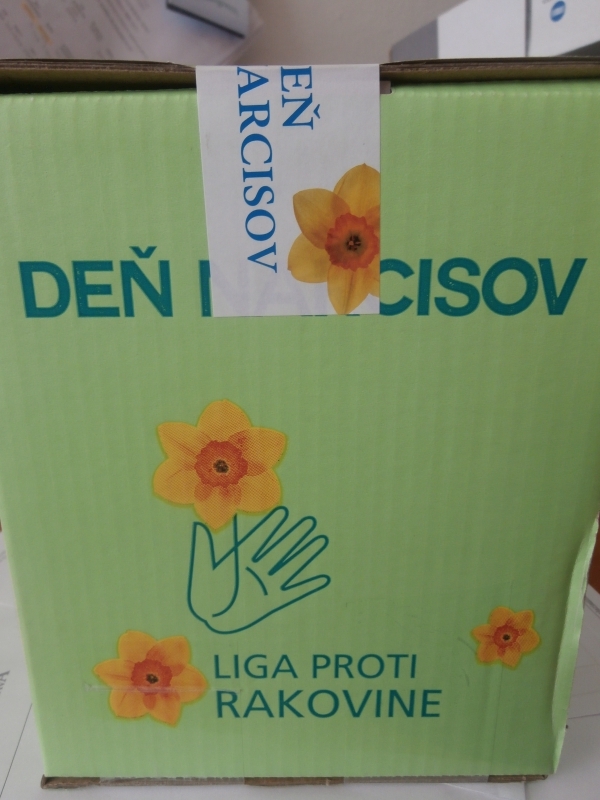 EŇ
ARCISOV
DEŇ CISOV
LIGA PROTI
RAKOVINE